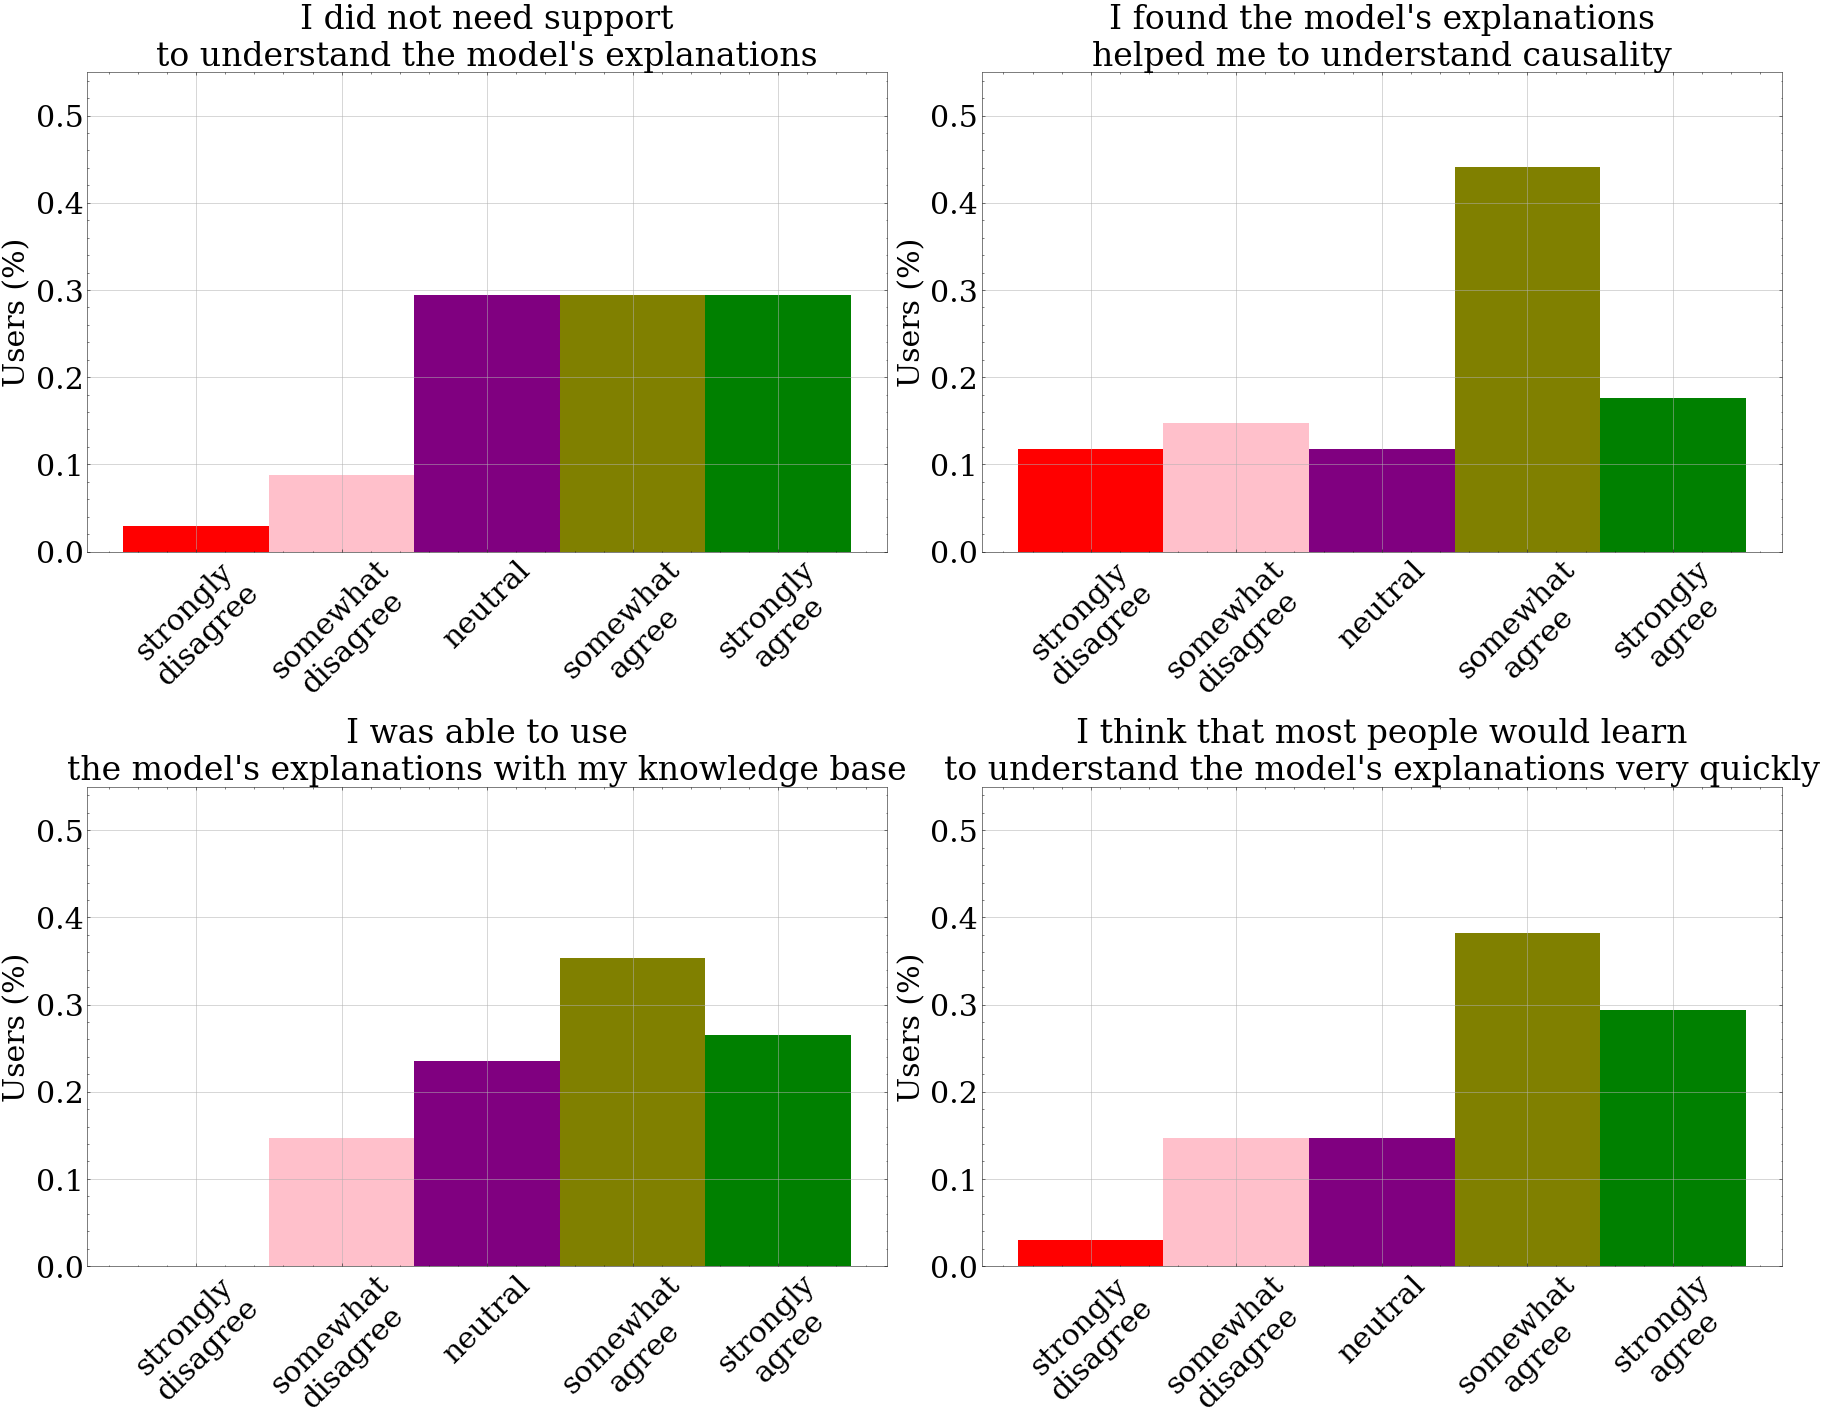 I did not need support
to understand the model's explanations
Users (%)
0.5
0.4
0.3
0.2
0.1
0.0
strongly
disagree
somewhat
disagree
neutral
somewhat
agree
strongly
agree
I found the model's explanations
helped me to understand causality
Users (%)
0.5
0.4
0.3
0.2
0.1
0.0
strongly
disagree
somewhat
disagree
neutral
somewhat
agree
strongly
agree
I was able to use
the model's explanations with my knowledge base
Users (%)
0.5
0.4
0.3
0.2
0.1
0.0
strongly
disagree
somewhat
disagree
neutral
somewhat
agree
strongly
agree
I think that most people would learn
to understand the model's explanations very quickly
Users (%)
0.5
0.4
0.3
0.2
0.1
0.0
strongly
disagree
somewhat
disagree
neutral
somewhat
agree
strongly
agree